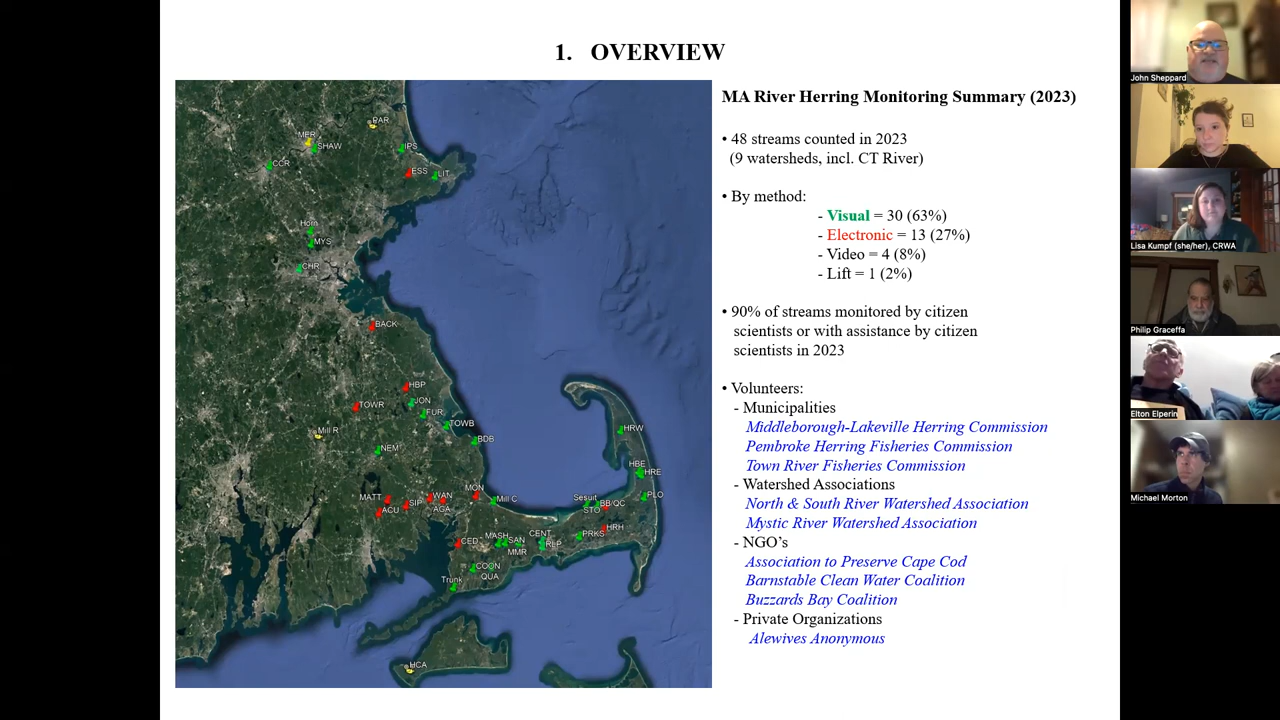 1. OVERVIEW
MA River Herring Monitoring Summary (2023)
• 48 streams counted in 2023
(9 watersheds, incl. CT River)
• By method:
- Visual = 30 (63%)
- Electronic = 13 (27%)
- Video = 4 (8%)
- Lift = 1 (2%)
• 90% of streams monitored by citizen
scientists or with assistance by citizen
scientists in 2023
• Volunteers:
- Municipalities
Middleborough-Lakeville Herring Commission
Pembroke Herring Fisheries Commission
Town River Fisheries Commission
- Watershed Associations
North & South River Watershed Association
Mystic River Watershed Association
- NGO's
Association to Preserve Cape Cod
Barnstable Clean Water Coalition
Buzzards Bay Coalition
- Private Organizations
Alewives Anonymous
PAR
MER
SHAW
IPS
CCR
ESS
LIT
Horn
MYS
CHR
BACK
HBP
TOWR
JON
FUR
TOWB
Mill R
BDB
NEM
HRW
HBE
HRE
MON
MATT
WAN
Mill C
Sesuit
PLO
SIP
BB/QC
ACU
AGA
STO
HRH
CED
MASH
SAN
CENT
PRKS
RLP
MMR
COON
QUA
Trunk
HCA
John Sheppard
Lisa Kumpf (she/her), CRWA
Philip Graceffa
Elton Elperin
Michael Morton